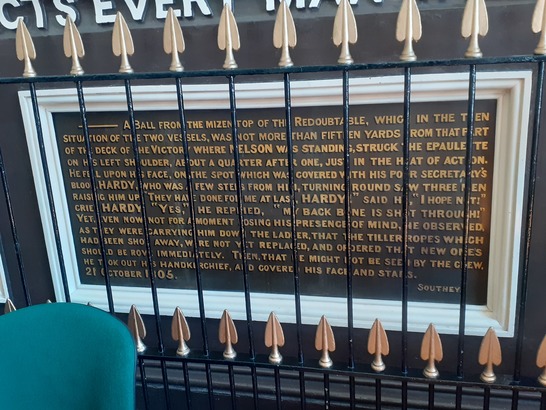 CTS EVERY MAN
A BALL FROM THE MIZEN TOP OF THE REDOUTABLE, WHICH IN THE THEN
SITUATION OF THE TWO VESSELS, WAS NOT MORE THAN FIFTEEN YARDS FROM THAT PART
OF THE DECK OF THE VICTORY WHERE NELSON WAS STANDING, STRUCK THE EPAULETTE
ON HIS LEFT SHOULDER, ABOUT A QUARTER AFTER ONE, JUST IN THE HEAT OF ACTION.
HE FELL UPON HIS FACE, ON THE SPOT WHICH WAS COVERED WITH HIS POOR SECRETARY'S
BLOOD. HARDY, WHO WAS A FEW STEPS FROM HIM, TURNING ROUND SAW THREE MEN
RAISING HIM UP. "THEY HAVE DONE FOR ME AT LAST, HARDY," SAID HE. "I HOPE NOT!"
CRIED HARDY. "YES," HE REPLIED, "MY BACK BONE IS SHOT THROUGH!"
YET, EVEN NOW, NOT FOR A MOMENT LOSING HIS PRESENCE OF MIND, HE OBSERVED,
AS THEY WERE CARRYING HIM DOWN THE LADDER, THAT THE TILLER ROPES WHICH
HAD BEEN SHOT AWAY, WERE NOT YET REPLACED, AND ORDERED THAT NEW ONES
SHOULD BE ROVE IMMEDIATELY. THEN, THAT HE MIGHT NOT BE SEEN BY THE CREW,
HE TOOK OUT HIS HANDKERCHIEF, AND COVERED HIS FACE AND STARS.
21 OCTOBER 1805.
SOUTHEY